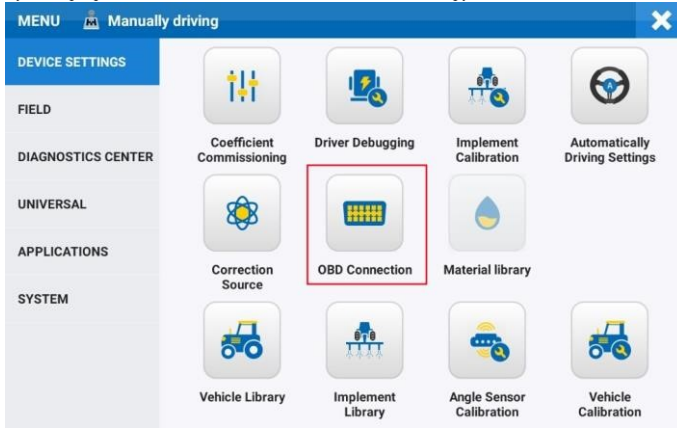 MENU Manually driving
DEVICE SETTINGS
FIELD
DIAGNOSTICS CENTER
UNIVERSAL
APPLICATIONS
SYSTEM
Coefficient
Commissioning
Driver Debugging
Implement
Calibration
Automatically
Driving Settings
Correction
Source
OBD Connection
Material library
Vehicle Library
Implement
Library
Angle Sensor
Calibration
Vehicle
Calibration